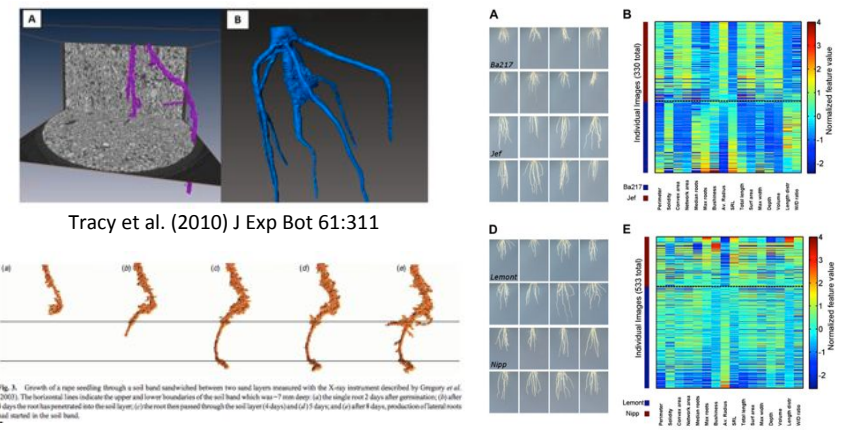 A
B
Tracy et al. (2010) J Exp Bot 61:311
(a)
(b)
(c)
(d)
(e)
Fig. 3. Growth of a rape seedling through a soil band sandwiched between two sand layers measured with the X-ray instrument described by Gregory et al.
(2003). The horizontal lines indicate the upper and lower boundaries of the soil band which was ~7 mm deep: (a) the single root 2 days after germination; (b) after
days the root has penetrated into the soil layer; (c) the root then passed through the soil layer (4 days) and (d) 5 days; and (e) after 8 days, production of lateral roots
had started in the soil band.
A
Ba217
Jef
B
Individual Images (330 total)
Ba217
Jef
Perimeter
Solidity
Convex area
Network area
Median roots
Max roots
Bushiness
Av. Radius
SRL
Total length
Surf area
Max width
Depth
Volume
Length distr
W/D ratio
4
3
2
1
0
-1
-2
Normalized feature value
D
Lemont
Nipp
E
Individual Images (533 total)
Lemont
Nipp
Perimeter
Solidity
Convex area
Network area
Median roots
Max roots
Bushiness
Av. Radius
SRL
Total length
Surf area
Max width
Depth
Volume
Length distr
W/D ratio
4
3
2
1
0
-1
-2
Normalized feature value